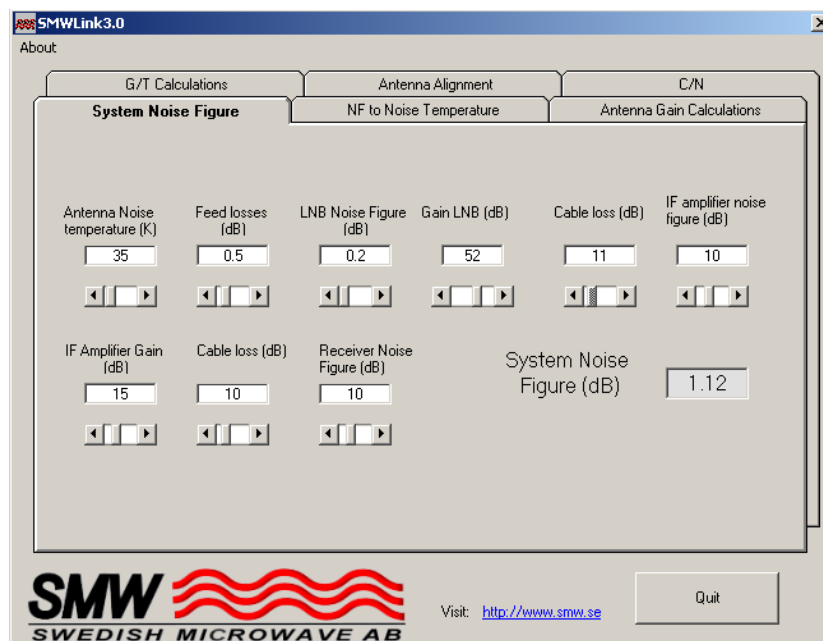 SMWLink3.0
About
G/T Calculations
Antenna Alignment
C/N
System Noise Figure
NF to Noise Temperature
Antenna Gain Calculations
Antenna Noise
temperature (K)
35
Feed losses
(dB)
0.5
LNB Noise Figure
(dB)
0.2
Gain LNB (dB)
52
Cable loss (dB)
11
IF amplifier noise
figure (dB)
10
IF Amplifier Gain
(dB)
15
Cable loss (dB)
10
Receiver Noise
Figure (dB)
10
System Noise
Figure (dB)
1.12
SMW
SWEDISH MICROWAVE AB
Visit: http://www.smw.se
Quit